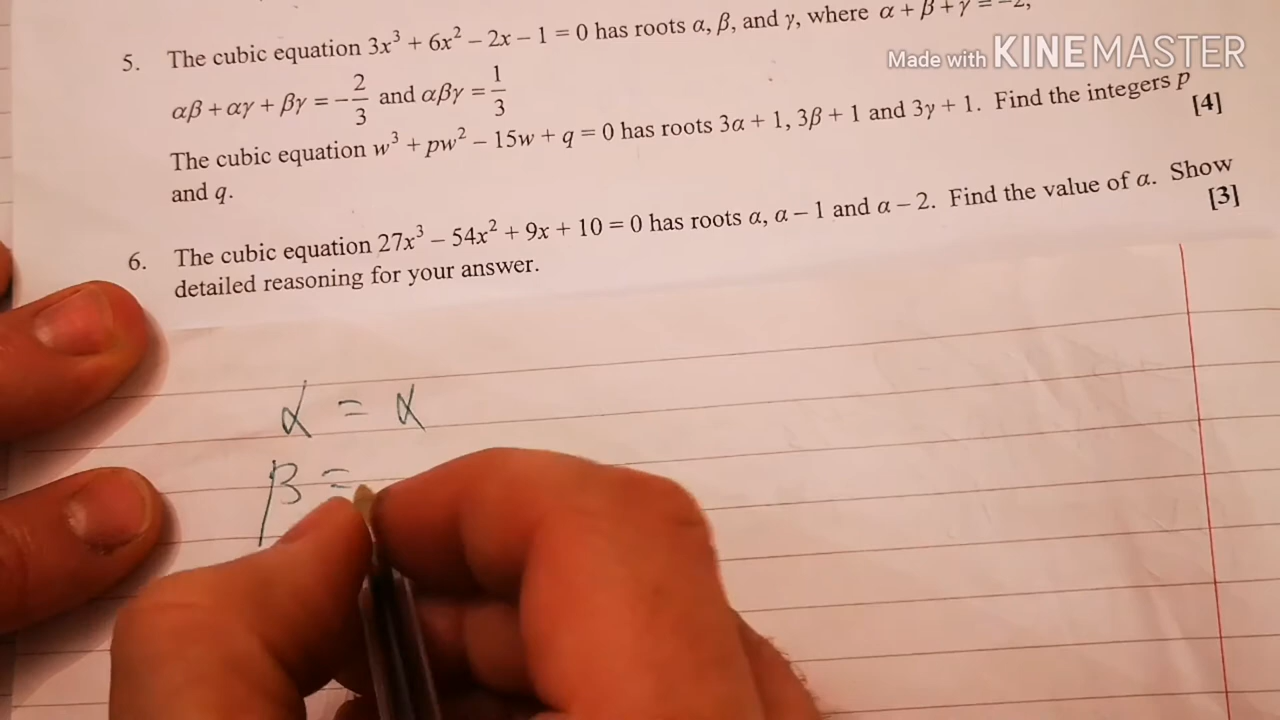 5. The cubic equation 3x³ + 6x² − 2x − 1 = 0 has roots α, β, and γ, where α + β + γ = −2,
Made with KINEMASTER
αβ + αγ + βγ = −2/3 and αβγ = 1/3
The cubic equation w³ + pw² − 15w + q = 0 has roots 3α + 1, 3β + 1 and 3γ + 1. Find the integers p
and q. [4]
6. The cubic equation 27x³ − 54x² + 9x + 10 = 0 has roots α, α − 1 and α − 2. Find the value of α. Show
detailed reasoning for your answer. [3]
α = α
β =